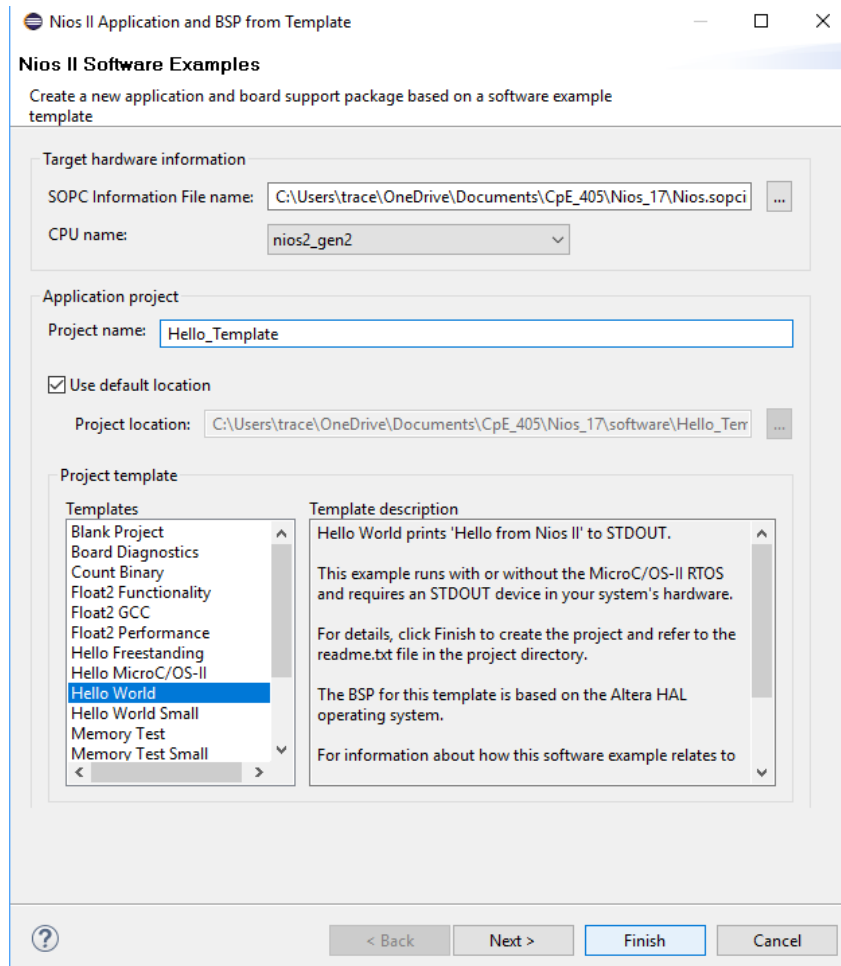 Nios II Application and BSP from Template
Nios II Software Examples
Create a new application and board support package based on a software example
template
Target hardware information
SOPC Information File name: C:\Users\trace\OneDrive\Documents\CpE_405\Nios_17\Nios.sopci ...
CPU name: nios2_gen2
Application project
Project name: Hello_Template
Use default location
Project location: C:\Users\trace\OneDrive\Documents\CpE_405\Nios_17\software\Hello_Tem ...
Project template
Templates
Blank Project
Board Diagnostics
Count Binary
Float2 Functionality
Float2 GCC
Float2 Performance
Hello Freestanding
Hello MicroC/OS-II
Hello World
Hello World Small
Memory Test
Memory Test Small
Template description
Hello World prints 'Hello from Nios II' to STDOUT.
This example runs with or without the MicroC/OS-II RTOS
and requires an STDOUT device in your system's hardware.
For details, click Finish to create the project and refer to the
readme.txt file in the project directory.
The BSP for this template is based on the Altera HAL
operating system.
For information about how this software example relates to
? < Back Next > Finish Cancel